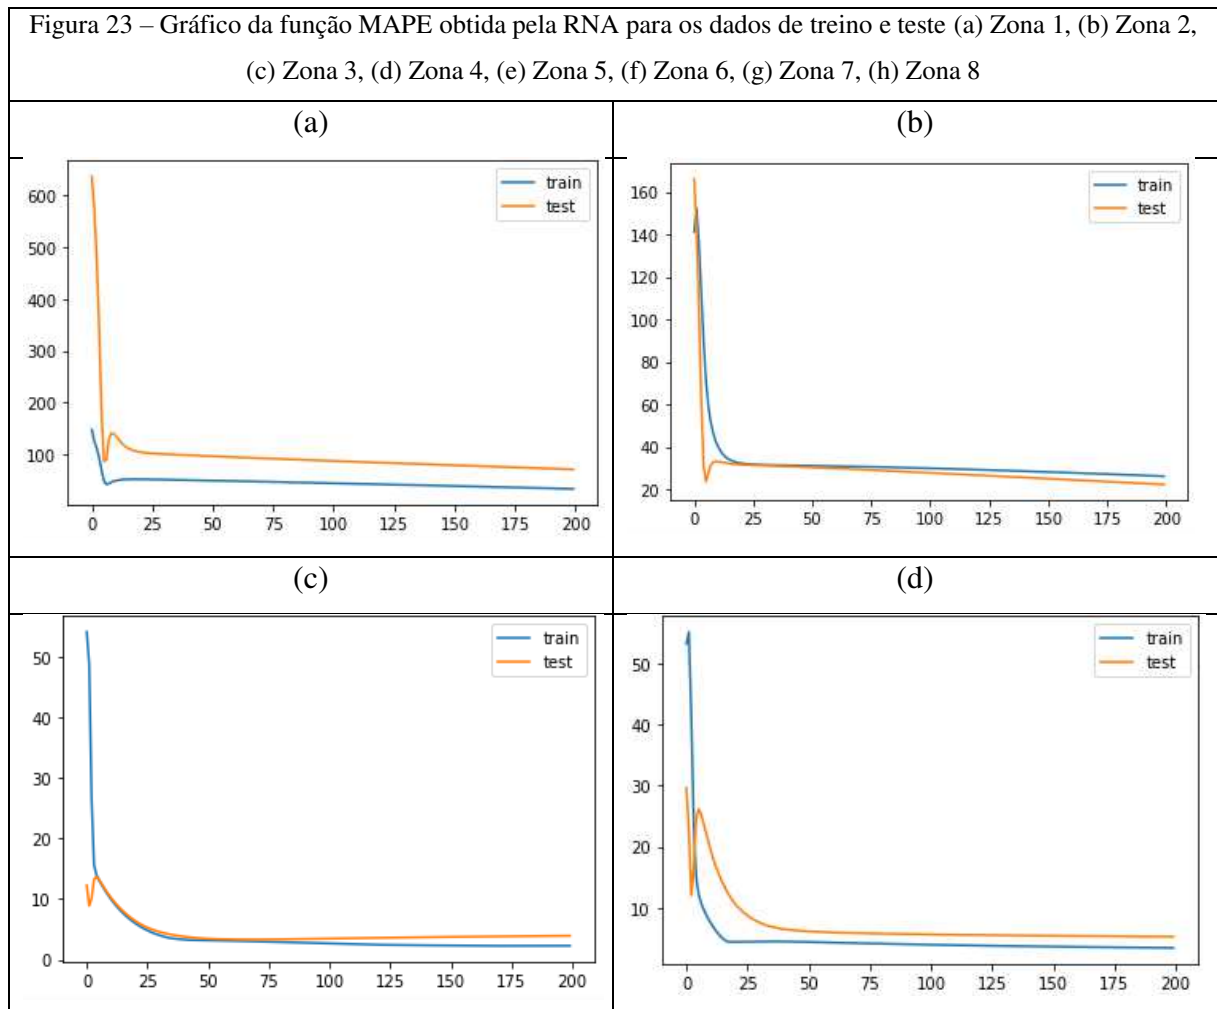 Figura 23 – Gráfico da função MAPE obtida pela RNA para os dados de treino e teste (a) Zona 1, (b) Zona 2,
(c) Zona 3, (d) Zona 4, (e) Zona 5, (f) Zona 6, (g) Zona 7, (h) Zona 8
(a)
train
test
600
500
400
300
200
100
0 25 50 75 100 125 150 175 200
(b)
train
test
160
140
120
100
80
60
40
20
0 25 50 75 100 125 150 175 200
(c)
train
test
50
40
30
20
10
0
0 25 50 75 100 125 150 175 200
(d)
train
test
50
40
30
20
10
0 25 50 75 100 125 150 175 200